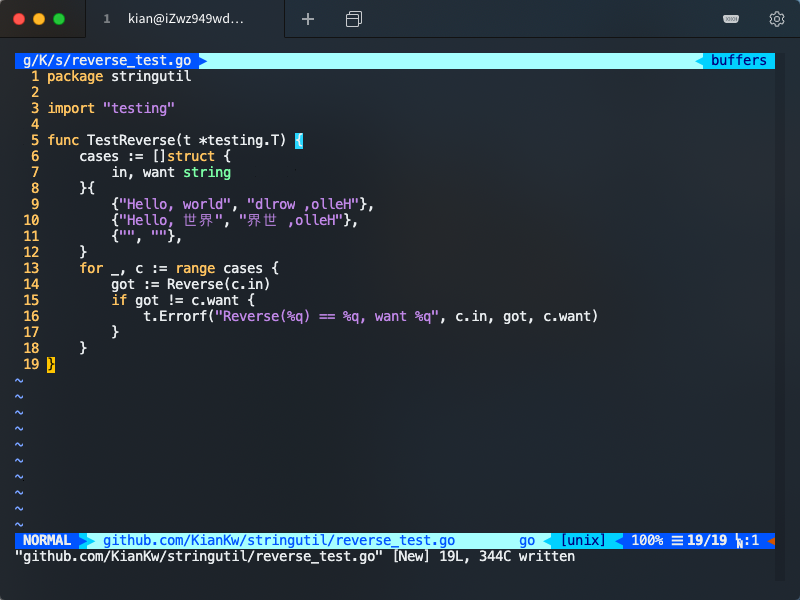 1 kian@iZwz949wd...
g/K/s/reverse_test.go buffers
1 package stringutil
2
3 import "testing"
4
5 func TestReverse(t *testing.T) {
6     cases := []struct {
7         in, want string
8     }{
9         {"Hello, world", "dlrow ,olleH"},
10         {"Hello, 世界", "界世 ,olleH"},
11         {"", ""},
12     }
13     for _, c := range cases {
14         got := Reverse(c.in)
15         if got != c.want {
16             t.Errorf("Reverse(%q) == %q, want %q", c.in, got, c.want)
17         }
18     }
19 }
~
~
~
~
~
~
~
~
~
~
NORMAL github.com/KianKw/stringutil/reverse_test.go go [unix] 100% ☰ 19/19 ㏑:1
"github.com/KianKw/stringutil/reverse_test.go" [New] 19L, 344C written